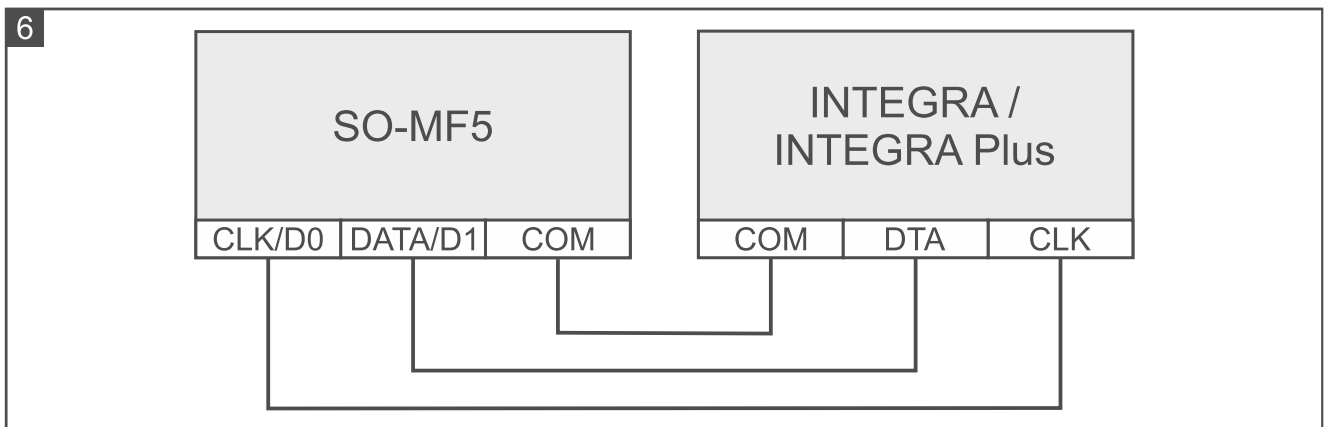 6
SO-MF5
INTEGRA /
INTEGRA Plus
CLK/D0 DATA/D1 COM
COM DTA CLK